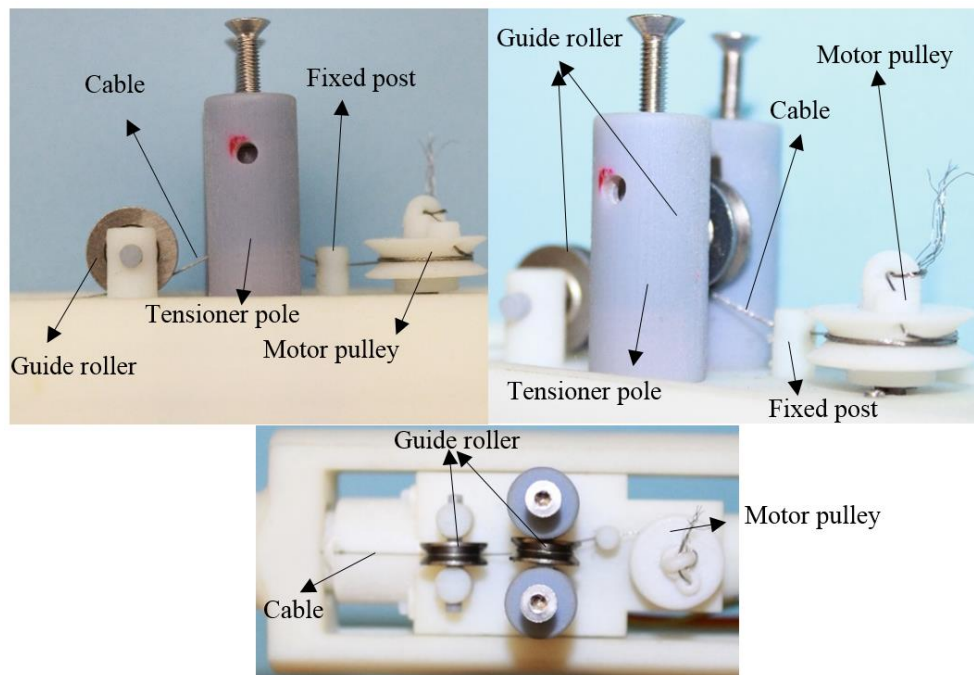 Cable
Fixed post
Tensioner pole
Motor pulley
Guide roller
Guide roller
Motor pulley
Cable
Tensioner pole
Fixed post
Guide roller
Motor pulley
Cable